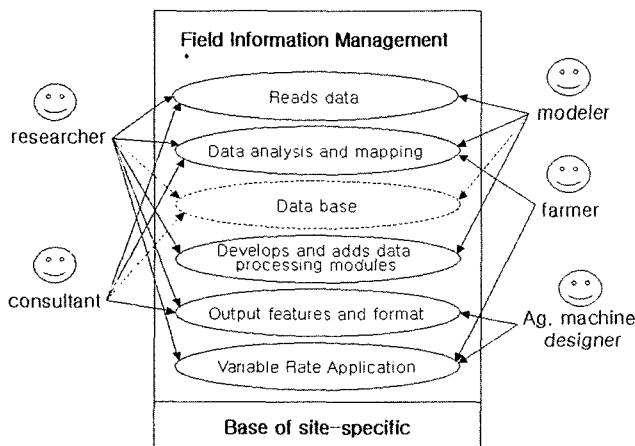 Field Information Management
Reads data
researcher
modeler
Data analysis and mapping
Data base
farmer
Develops and adds data
processing modules
consultant
Output features and format
Ag. machine
designer
Variable Rate Application
Base of site-specific